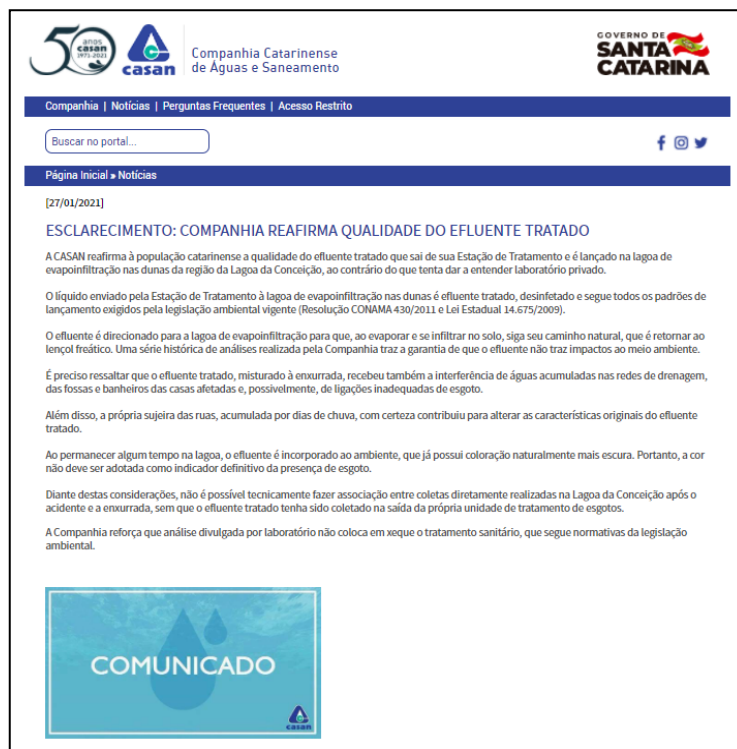 50 anos
casan
1971-2021
casan
Companhia Catarinense
de Águas e Saneamento
GOVERNO DE
SANTA
CATARINA
Companhia | Notícias | Perguntas Frequentes | Acesso Restrito
Buscar no portal...
Página Inicial » Notícias
[27/01/2021]
ESCLARECIMENTO: COMPANHIA REAFIRMA QUALIDADE DO EFLUENTE TRATADO
A CASAN reafirma à população catarinense a qualidade do efluente tratado que sai de sua Estação de Tratamento e é lançado na lagoa de
evapoinfiltração nas dunas da região da Lagoa da Conceição, ao contrário do que tenta dar a entender laboratório privado.
O líquido enviado pela Estação de Tratamento à lagoa de evapoinfiltração nas dunas é efluente tratado, desinfetado e segue todos os padrões de
lançamento exigidos pela legislação ambiental vigente (Resolução CONAMA 430/2011 e Lei Estadual 14.675/2009).
O efluente é direcionado para a lagoa de evapoinfiltração para que, ao evaporar e se infiltrar no solo, siga seu caminho natural, que é retornar ao
lençol freático. Uma série histórica de análises realizada pela Companhia traz a garantia de que o efluente não traz impactos ao meio ambiente.
É preciso ressaltar que o efluente tratado, misturado à enxurrada, recebeu também a interferência de águas acumuladas nas redes de drenagem,
das fossas e banheiros das casas afetadas e, possivelmente, de ligações inadequadas de esgoto.
Além disso, a própria sujeira das ruas, acumulada por dias de chuva, com certeza contribuiu para alterar as características originais do efluente
tratado.
Ao permanecer algum tempo na lagoa, o efluente é incorporado ao ambiente, que já possui coloração naturalmente mais escura. Portanto, a cor
não deve ser adotada como indicador definitivo da presença de esgoto.
Diante destas considerações, não é possível tecnicamente fazer associação entre coletas diretamente realizadas na Lagoa da Conceição após o
acidente e a enxurrada, sem que o efluente tratado tenha sido coletado na saída da própria unidade de tratamento de esgotos.
A Companhia reforça que análise divulgada por laboratório não coloca em xeque o tratamento sanitário, que segue normativas da legislação
ambiental.
COMUNICADO
casan